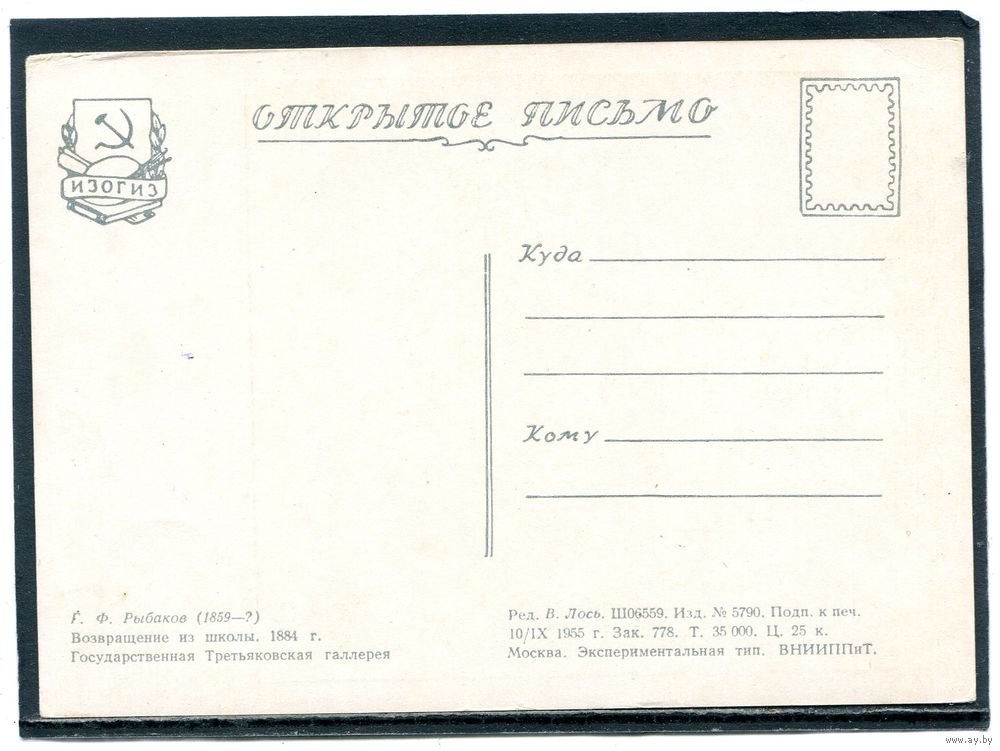 ОТКРЫТОЕ ПИСЬМО
ИЗОГИЗ
Куда
Кому
Г. Ф. Рыбаков (1859—?)
Возвращение из школы. 1884 г.
Государственная Третьяковская галлерея
Ред. В. Лось. Ш06559. Изд. № 5790. Подп. к печ.
10/IX 1955 г. Зак. 778. Т. 35 000. Ц. 25 к.
Москва. Экспериментальная тип. ВНИИППиТ.
www.ay.by